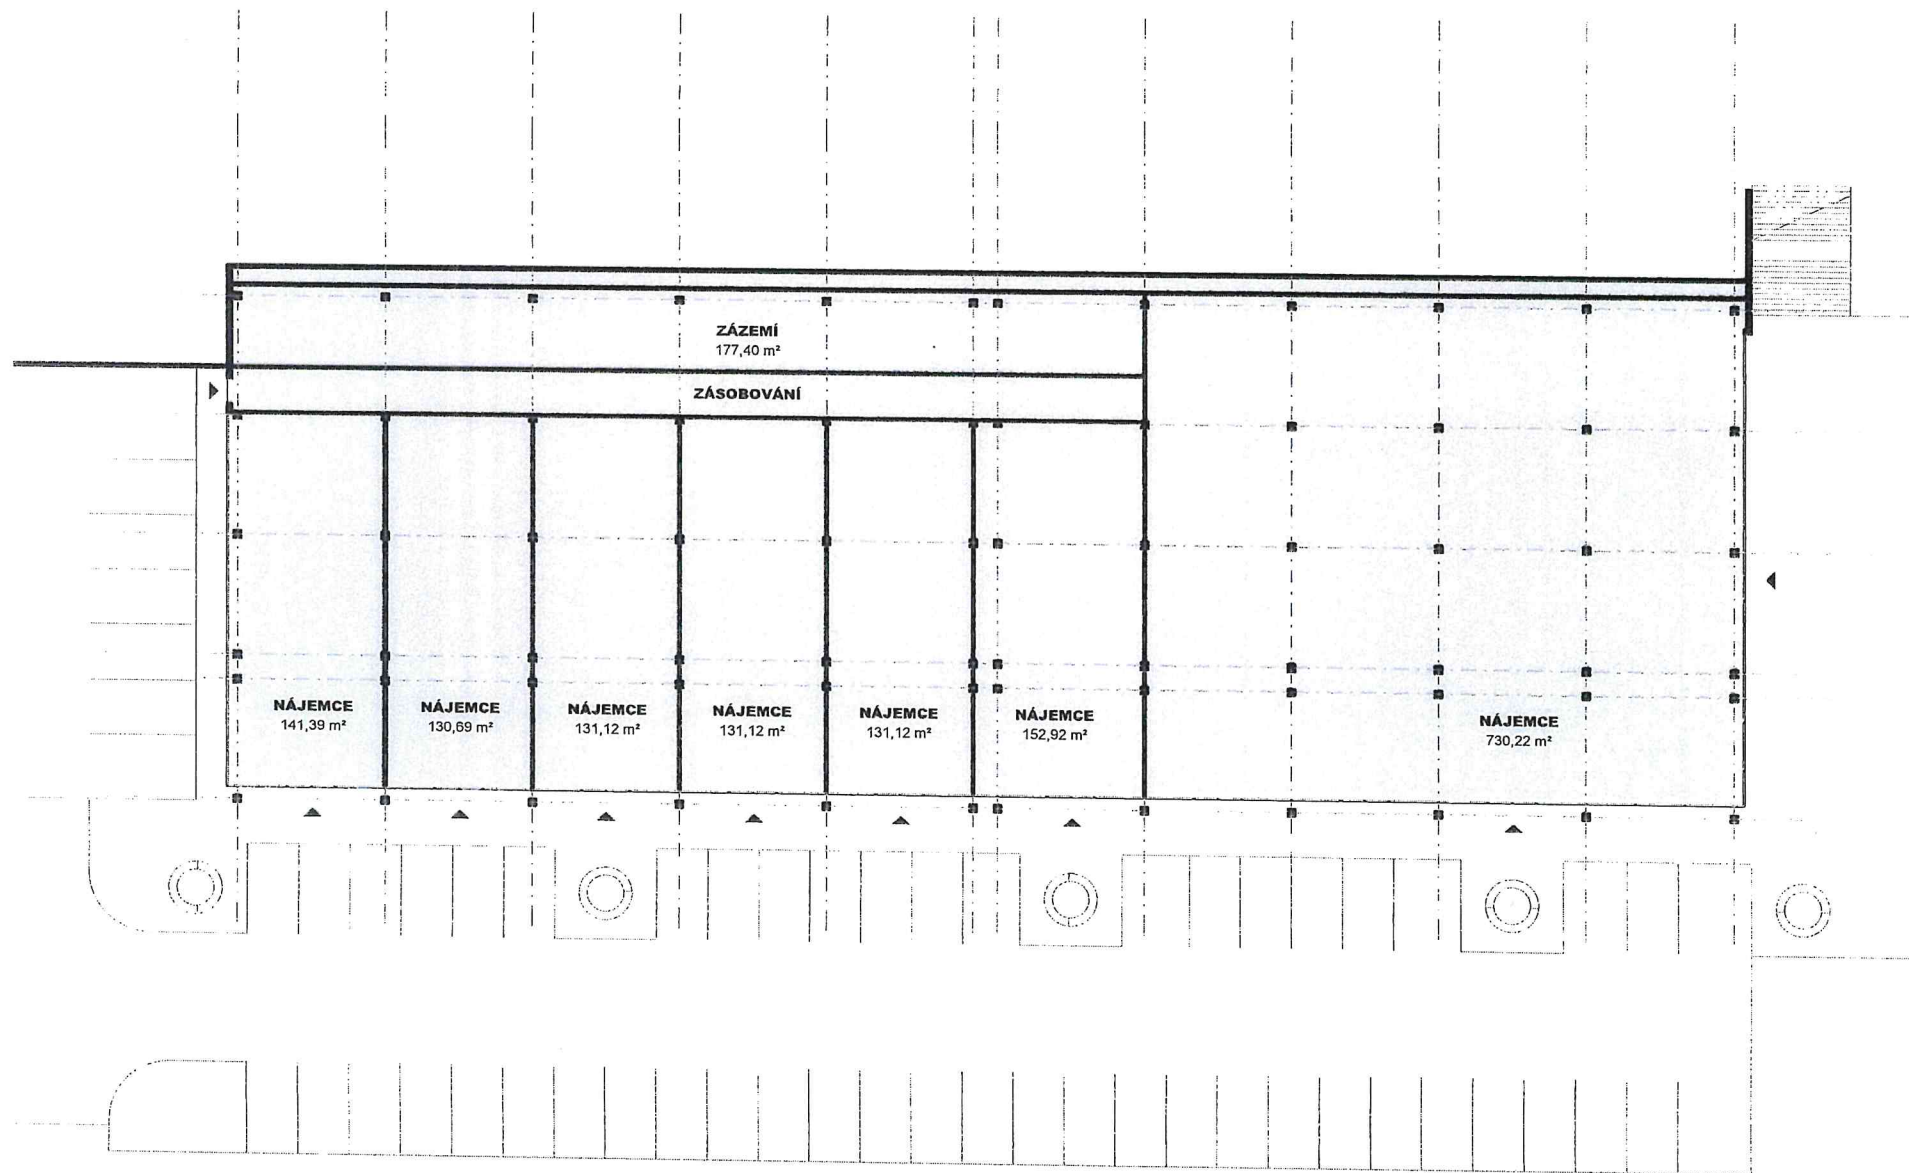 ZÁZEMÍ
177,40 m²
ZÁSOBOVÁNÍ
NÁJEMCE
141,39 m²
NÁJEMCE
130,69 m²
NÁJEMCE
131,12 m²
NÁJEMCE
131,12 m²
NÁJEMCE
131,12 m²
NÁJEMCE
152,92 m²
NÁJEMCE
730,22 m²